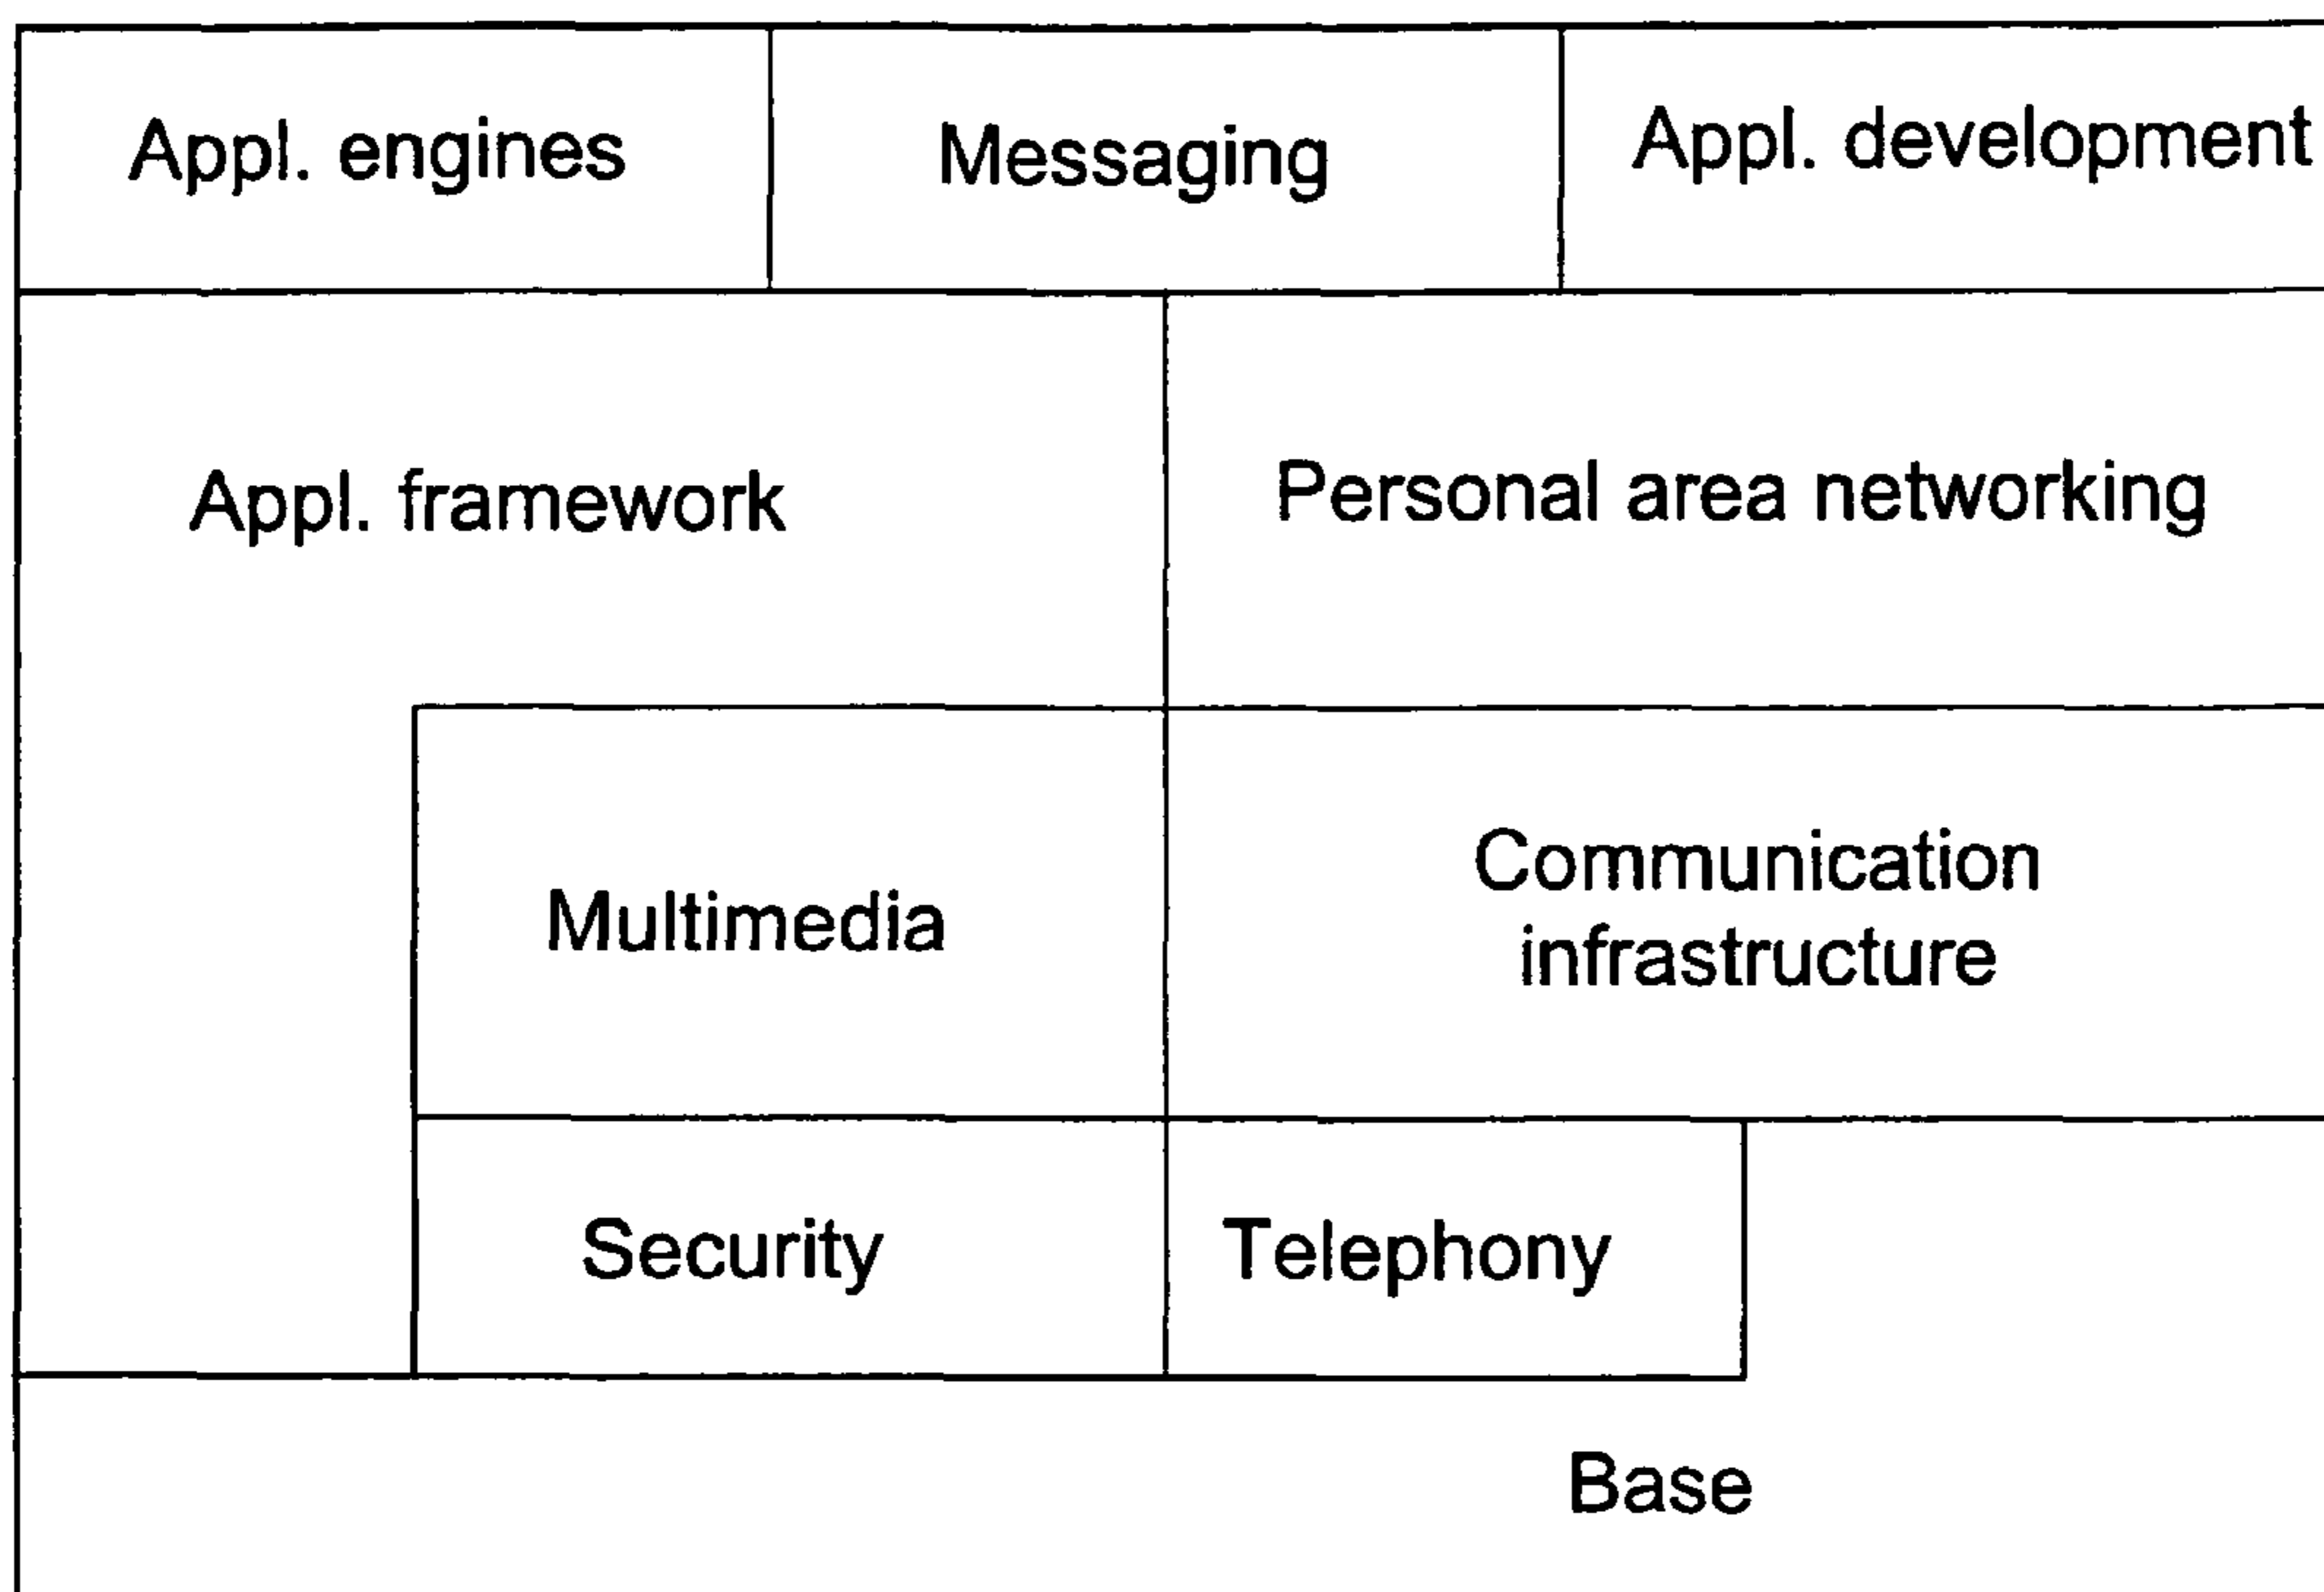 Appl. engines
Messaging
Appl. development
Appl. framework
Personal area networking
Multimedia
Communication
infrastructure
Security
Telephony
Base